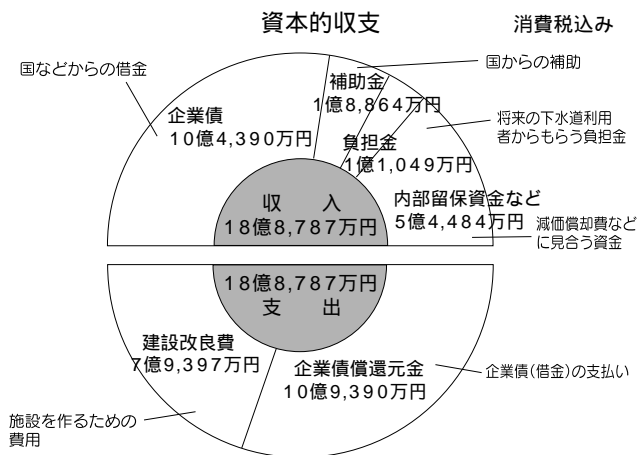 資本的収支
消費税込み
国などからの借金
国からの補助
補助金
1億8,864万円
企業債
10億4,390万円
将来の下水道利用
者からもらう負担金
負担金
1億1,049万円
収 入
18億8,787万円
内部留保資金など
5億4,484万円
減価償却費など
に見合う資金
18億8,787万円
支 出
建設改良費
7億9,397万円
企業債償還元金
10億9,390万円
企業債(借金)の支払い
施設を作るための
費用